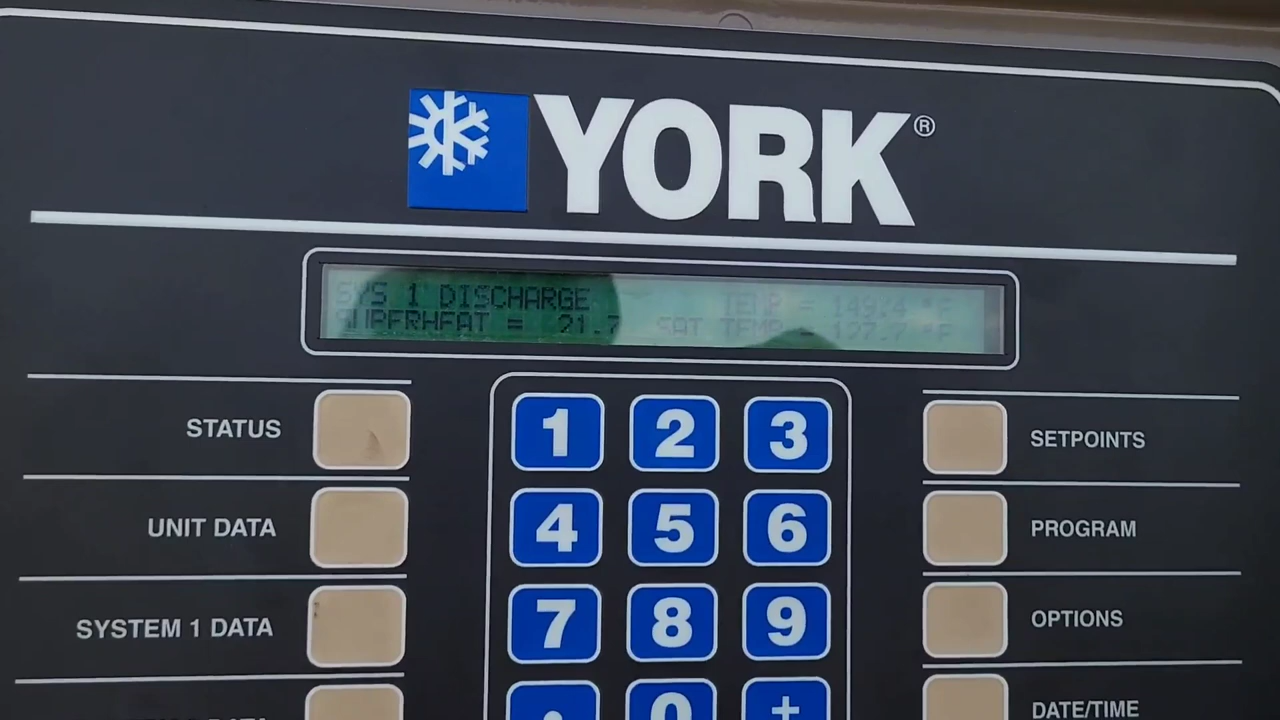 YORK®
SYS 1 DISCHARGE TEMP = 149.4 °F
SUPERHEAT = 21.7 SAT TEMP = 127.7 °F
STATUS
UNIT DATA
SYSTEM 1 DATA
1 2 3
4 5 6
7 8 9
. 0 +
SETPOINTS
PROGRAM
OPTIONS
DATE/TIME